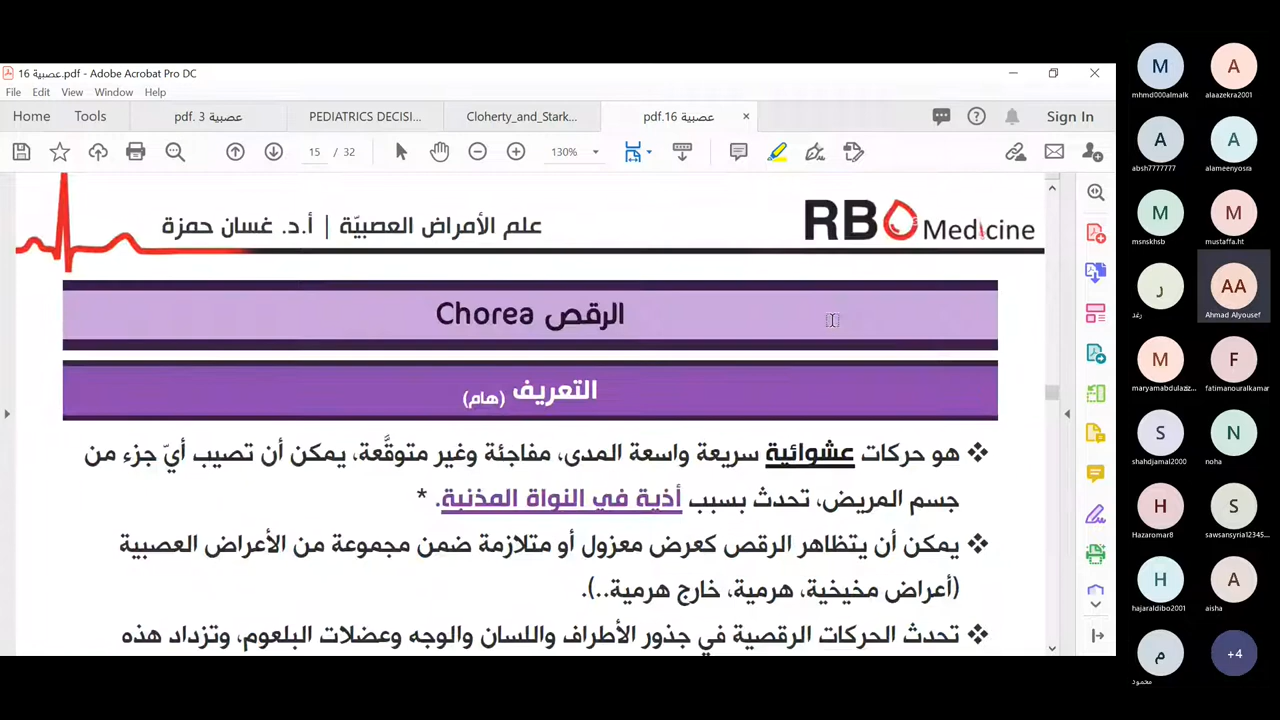 عصبية 16.pdf - Adobe Acrobat Pro DC
File Edit View Window Help
Home Tools عصبية 3 .pdf PEDIATRICS DECISI... Cloherty_and_Stark... عصبية 16.pdf × Sign In
15 / 32 130%
علم الأمراض العصبيّة | أ.د. غسان حمزة
RBO Medicine
الرقص Chorea
التعريف (هام)
❖ هو حركات عشوائية سريعة واسعة المدى، مفاجئة وغير متوقَّعة، يمكن أن تصيب أيّ جزء من
جسم المريض، تحدث بسبب أذية في النواة المذنبة. *
❖ يمكن أن يتظاهر الرقص كعرض معزول أو متلازمة ضمن مجموعة من الأعراض العصبية
(أعراض مخيخية، هرمية، خارج هرمية..).
❖ تحدث الحركات الرقصية في جذور الأطراف واللسان والوجه وعضلات البلعوم، وتزداد هذه
M A
mhmd000almalk alaazekra2001
A A
absh7777777 alameenyosra
M M
msnskhsb mustaffa.ht
ر AA
رغد Ahmad Alyousef
M F
maryamabdulaziz... fatimanouralkamar
S N
shahdjamal2000 noha
H S
Hazaromar8 sawsansyria12345...
H A
hajaraldibo2001 aisha
م +4
محمود